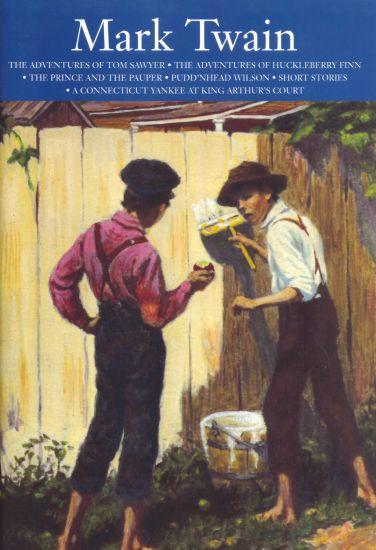 Mark Twain
THE ADVENTURES OF TOM SAWYER • THE ADVENTURES OF HUCKLEBERRY FINN
• THE PRINCE AND THE PAUPER • PUDD'NHEAD WILSON • SHORT STORIES
• A CONNECTICUT YANKEE AT KING ARTHUR'S COURT